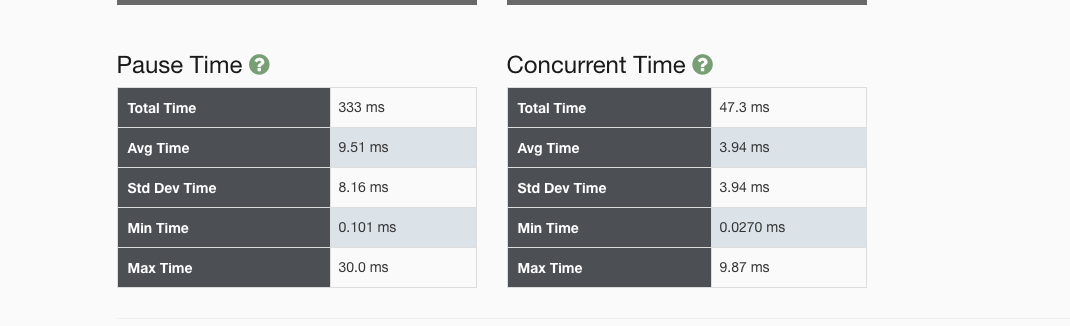 Pause Time ?
Total Time 333 ms
Avg Time 9.51 ms
Std Dev Time 8.16 ms
Min Time 0.101 ms
Max Time 30.0 ms
Concurrent Time ?
Total Time 47.3 ms
Avg Time 3.94 ms
Std Dev Time 3.94 ms
Min Time 0.0270 ms
Max Time 9.87 ms